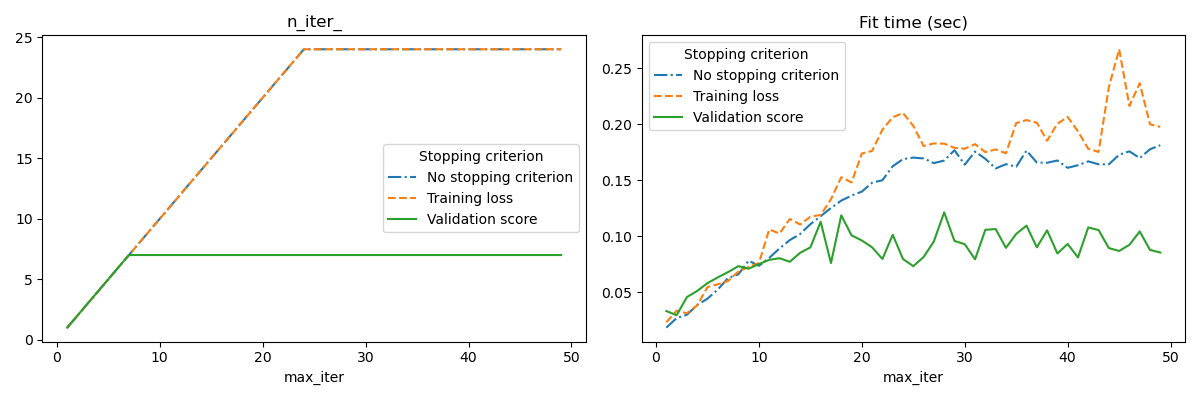 n_iter_
25
20
15
10
5
0
Stopping criterion
No stopping criterion
Training loss
Validation score
0
10
20
30
40
50
max_iter
Fit time (sec)
0.25
0.20
0.15
0.10
0.05
Stopping criterion
No stopping criterion
Training loss
Validation score
0
10
20
30
40
50
max_iter